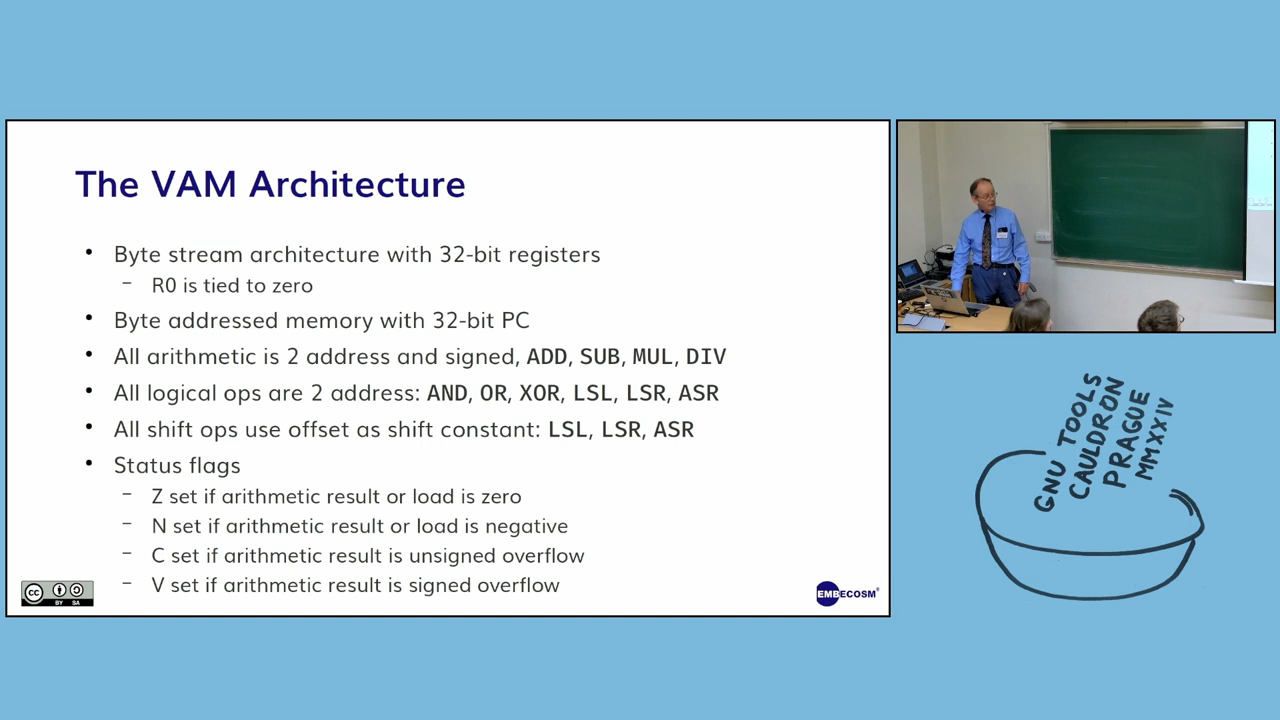 The VAM Architecture
• Byte stream architecture with 32-bit registers
– R0 is tied to zero
• Byte addressed memory with 32-bit PC
• All arithmetic is 2 address and signed, ADD, SUB, MUL, DIV
• All logical ops are 2 address: AND, OR, XOR, LSL, LSR, ASR
• All shift ops use offset as shift constant: LSL, LSR, ASR
• Status flags
– Z set if arithmetic result or load is zero
– N set if arithmetic result or load is negative
– C set if arithmetic result is unsigned overflow
– V set if arithmetic result is signed overflow
cc BY SA
EMBECOSM®
GNU TOOLS
CAULDRON
PRAGUE
MMXXIV